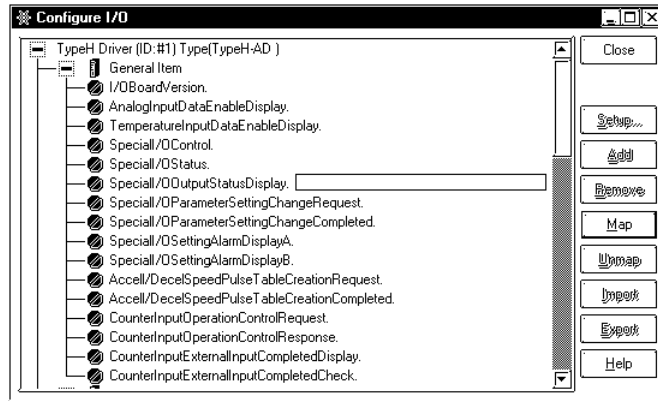 Configure I/O
TypeH Driver (ID:#1) Type(TypeH-AD )
General Item
I/OBoardVersion.
AnalogInputDataEnableDisplay.
TemperatureInputDataEnableDisplay.
SpecialI/OControl.
SpecialI/OStatus.
SpecialI/OOutputStatusDisplay.
SpecialI/OParameterSettingChangeRequest.
SpecialI/OParameterSettingChangeCompleted.
SpecialI/OSettingAlarmDisplayA.
SpecialI/OSettingAlarmDisplayB.
Accell/DecelSpeedPulseTableCreationRequest.
Accell/DecelSpeedPulseTableCreationCompleted.
CounterInputOperationControlRequest.
CounterInputOperationControlResponse.
CounterInputExternalInputCompletedDisplay.
CounterInputExternalInputCompletedCheck.
Close
Setup...
Add
Remove
Map
Unmap
Import
Export
Help